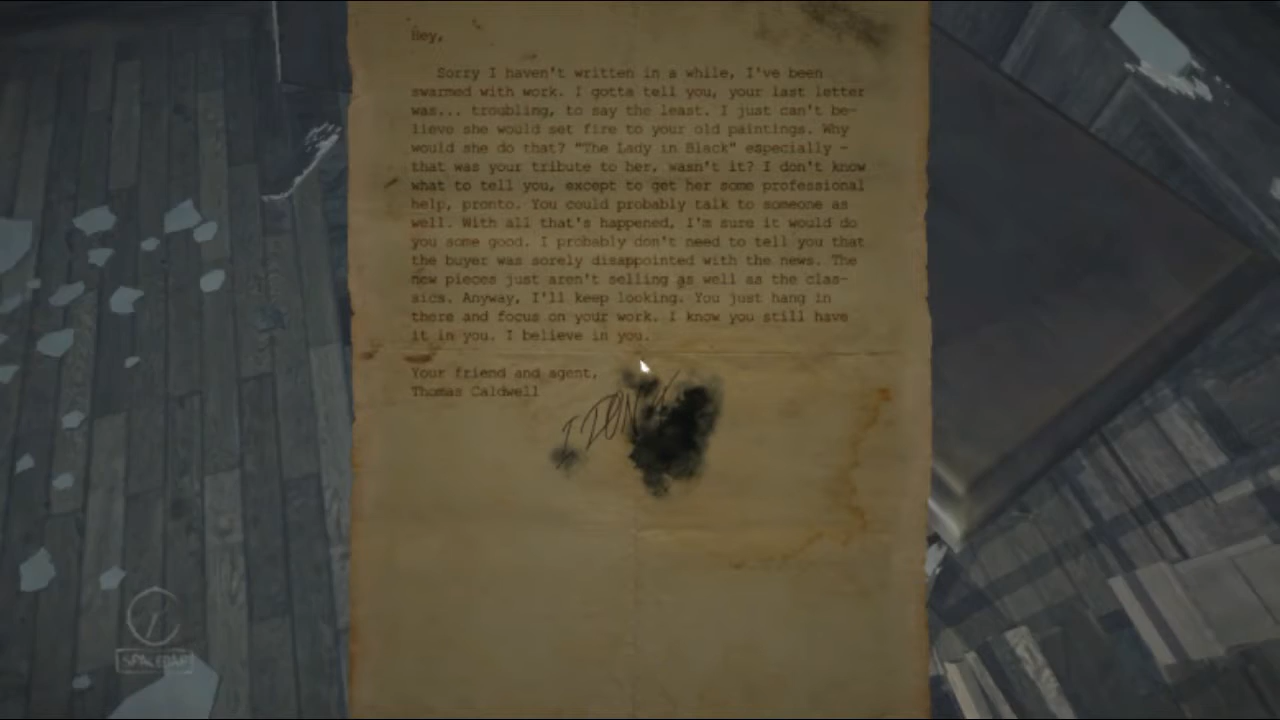 Hey,
Sorry I haven't written in a while, I've been
swarmed with work. I gotta tell you, your last letter
was... troubling, to say the least. I just can't be-
lieve she would set fire to your old paintings. Why
would she do that? "The Lady in Black" especially -
that was your tribute to her, wasn't it? I don't know
what to tell you, except to get her some professional
help, pronto. You could probably talk to someone as
well. With all that's happened, I'm sure it would do
you some good. I probably don't need to tell you that
the buyer was sorely disappointed with the news. The
new pieces just aren't selling as well as the clas-
sics. Anyway, I'll keep looking. You just hang in
there and focus on your work. I know you still have
it in you. I believe in you.
Your friend and agent,
Thomas Caldwell
I DON
SPACEBAR